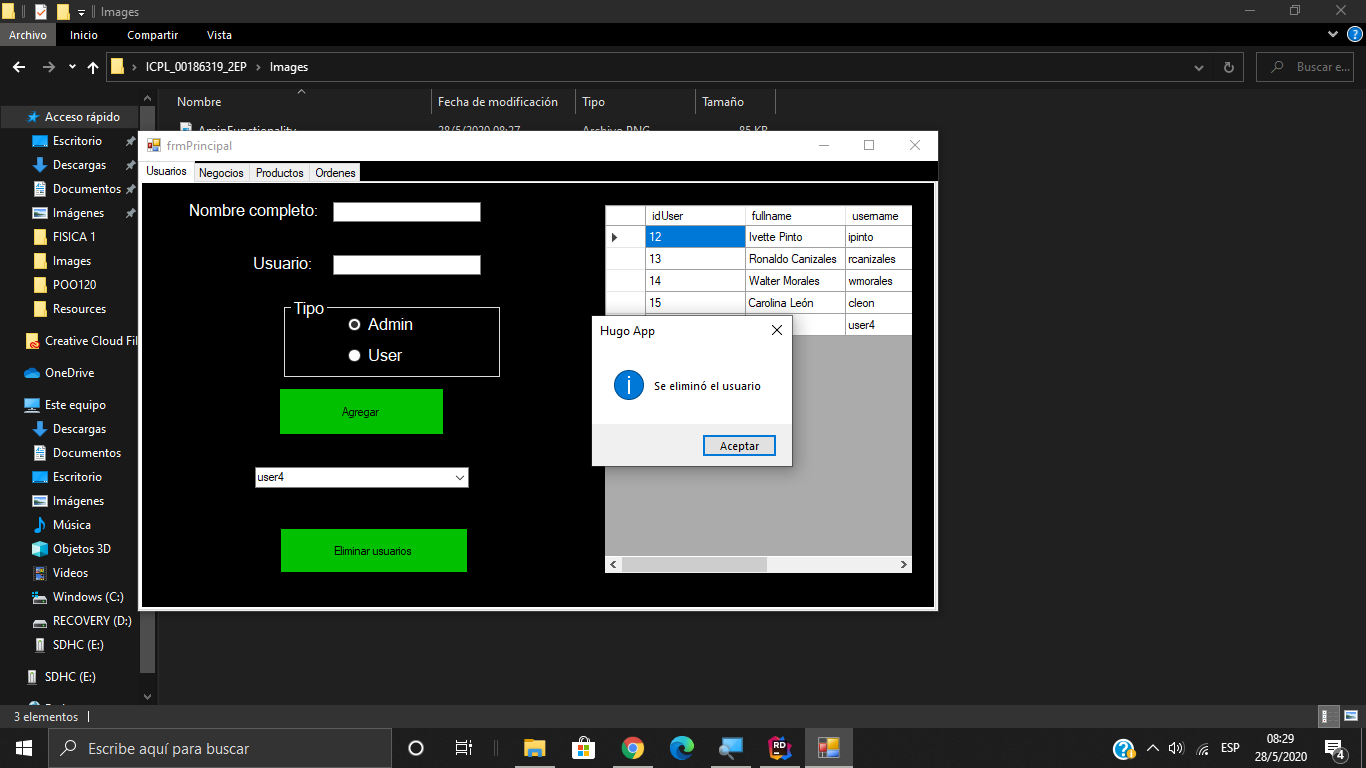 Images
Archivo Inicio Compartir Vista
ICPL_00186319_2EP Images Buscar e...
Nombre Fecha de modificación Tipo Tamaño
AminFunctionality 28/5/2020 08:27 Archivo PNG 85 KB
Acceso rápido
Escritorio
Descargas
Documentos
Imágenes
FISICA 1
Images
POO120
Resources
Creative Cloud Fil
OneDrive
Este equipo
Descargas
Documentos
Escritorio
Imágenes
Música
Objetos 3D
Videos
Windows (C:)
RECOVERY (D:)
SDHC (E:)
SDHC (E:)
3 elementos
frmPrincipal
Usuarios Negocios Productos Ordenes
Nombre completo:
Usuario:
Tipo
Admin
User
Agregar
user4
Eliminar usuarios
idUser fullname username
12 Ivette Pinto ipinto
13 Ronaldo Canizales rcanizales
14 Walter Morales wmorales
15 Carolina León cleon
user4
Hugo App
Se eliminó el usuario
Aceptar
Escribe aquí para buscar
RD
ESP
08:29
28/5/2020
4